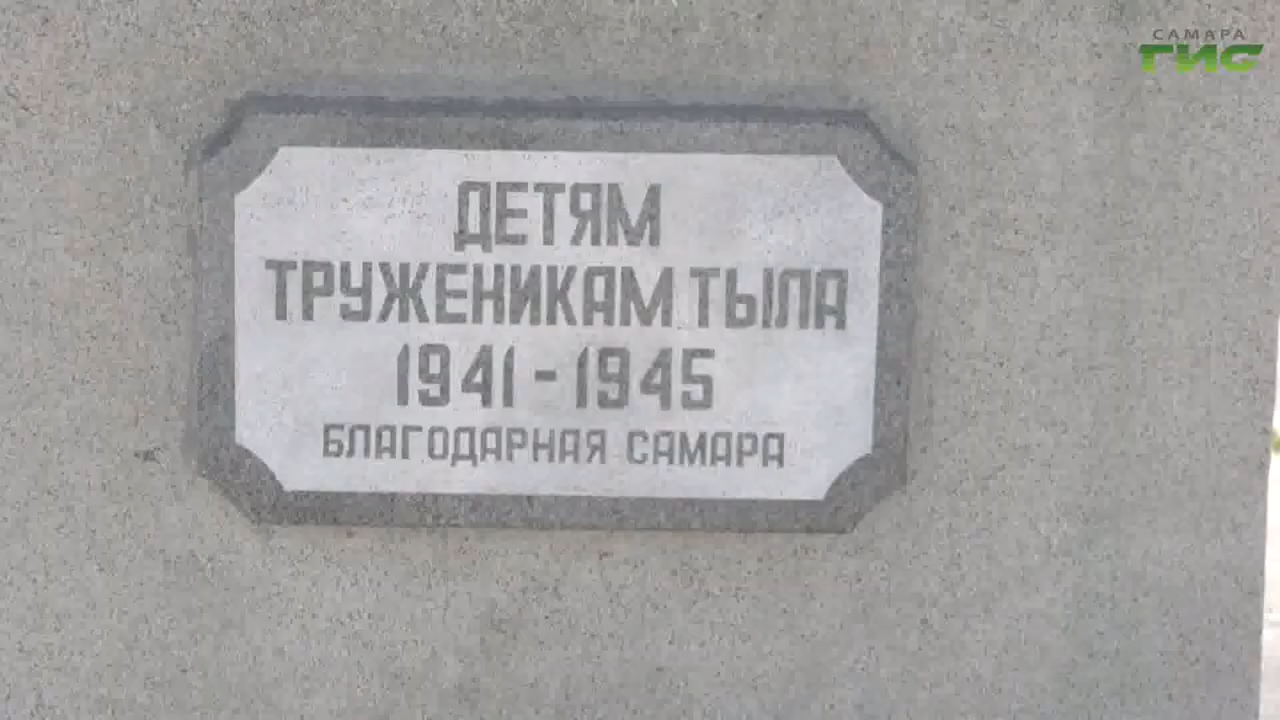 САМАРА
ГИС
ДЕТЯМ
ТРУЖЕНИКАМ ТЫЛА
1941-1945
БЛАГОДАРНАЯ САМАРА